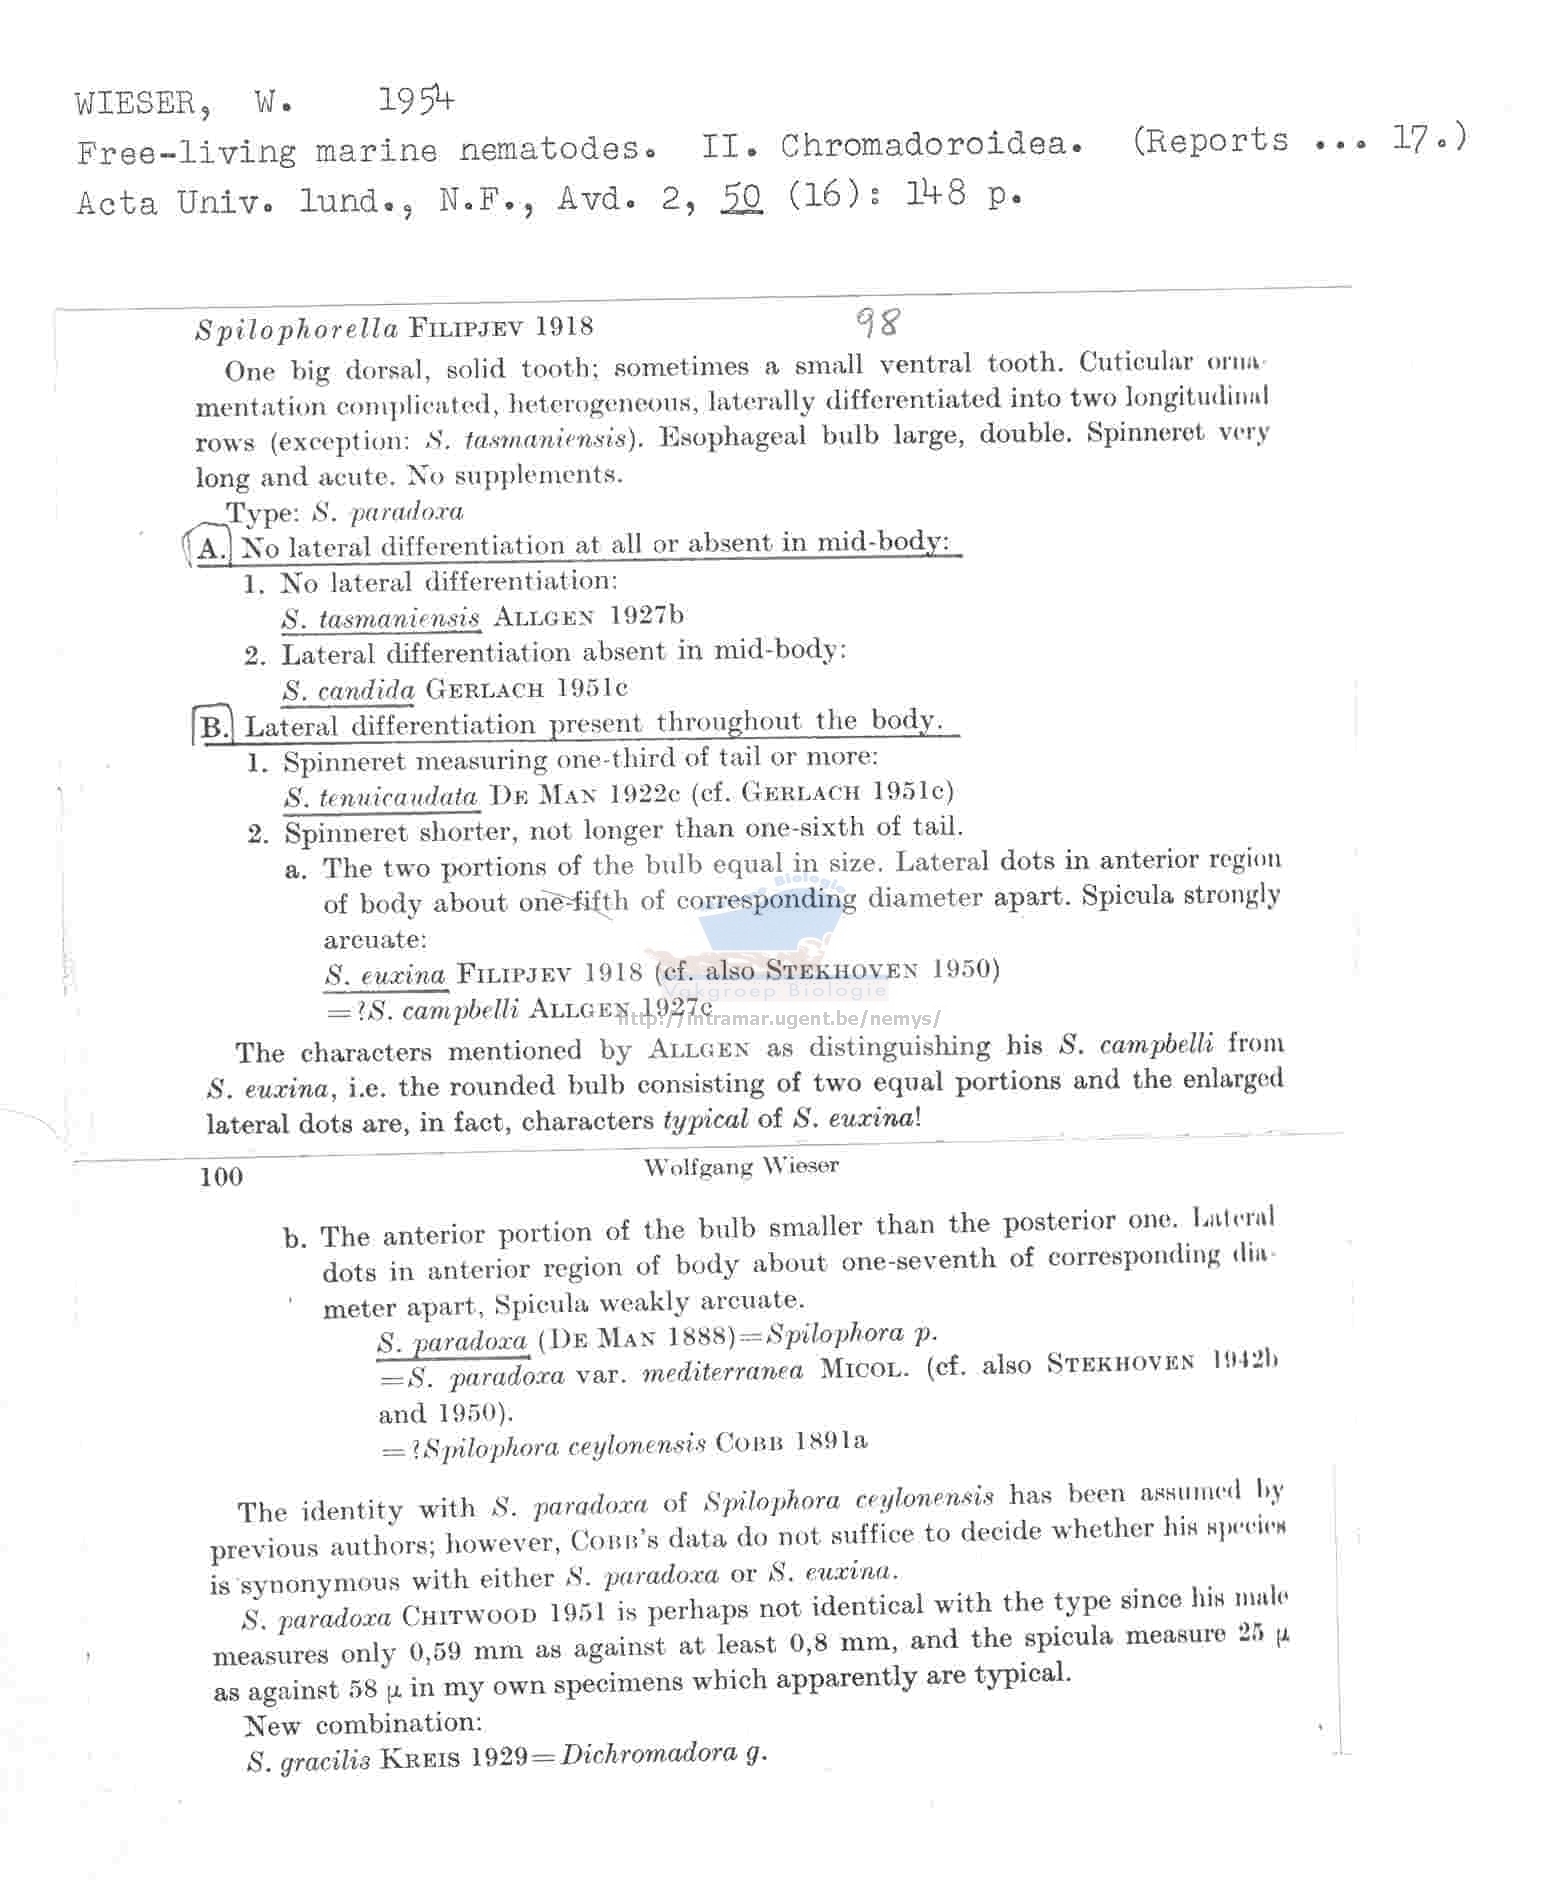 WIESER, W. 1954
Free-living marine nematodes. II. Chromadoroidea. (Reports ... 17.)
Acta Univ. lund., N.F., Avd. 2, 50 (16): 148 p.
Spilophorella FILIPJEV 1918
98
One big dorsal, solid tooth; sometimes a small ventral tooth. Cuticular orna-
mentation complicated, heterogeneous, laterally differentiated into two longitudinal
rows (exception: S. tasmaniensis). Esophageal bulb large, double. Spinneret very
long and acute. No supplements.
Type: S. paradoxa
A. No lateral differentiation at all or absent in mid-body:
1. No lateral differentiation:
S. tasmaniensis ALLGEN 1927b
2. Lateral differentiation absent in mid-body:
S. candida GERLACH 1951c
B. Lateral differentiation present throughout the body.
1. Spinneret measuring one-third of tail or more:
S. tenuicaudata DE MAN 1922c (cf. GERLACH 1951c)
2. Spinneret shorter, not longer than one-sixth of tail.
a. The two portions of the bulb equal in size. Lateral dots in anterior region
of body about one-fifth of corresponding diameter apart. Spicula strongly
arcuate:
S. euxina FILIPJEV 1918 (cf. also STEKHOVEN 1950)
=?S. campbelli ALLGEN 1927c
Biologie
Vakgroep Biologie
http://intramar.ugent.be/nemys/
The characters mentioned by ALLGEN as distinguishing his S. campbelli from
S. euxina, i.e. the rounded bulb consisting of two equal portions and the enlarged
lateral dots are, in fact, characters typical of S. euxina!
100
Wolfgang Wieser
b. The anterior portion of the bulb smaller than the posterior one. Lateral
dots in anterior region of body about one-seventh of corresponding dia-
meter apart, Spicula weakly arcuate.
S. paradoxa (DE MAN 1888)=Spilophora p.
=S. paradoxa var. mediterranea MICOL. (cf. also STEKHOVEN 1942b
and 1950).
=?Spilophora ceylonensis COBB 1891a
The identity with S. paradoxa of Spilophora ceylonensis has been assumed by
previous authors; however, COBB's data do not suffice to decide whether his species
is synonymous with either S. paradoxa or S. euxina.
S. paradoxa CHITWOOD 1951 is perhaps not identical with the type since his male
measures only 0,59 mm as against at least 0,8 mm, and the spicula measure 25 μ
as against 58 μ in my own specimens which apparently are typical.
New combination:
S. gracilis KREIS 1929=Dichromadora g.